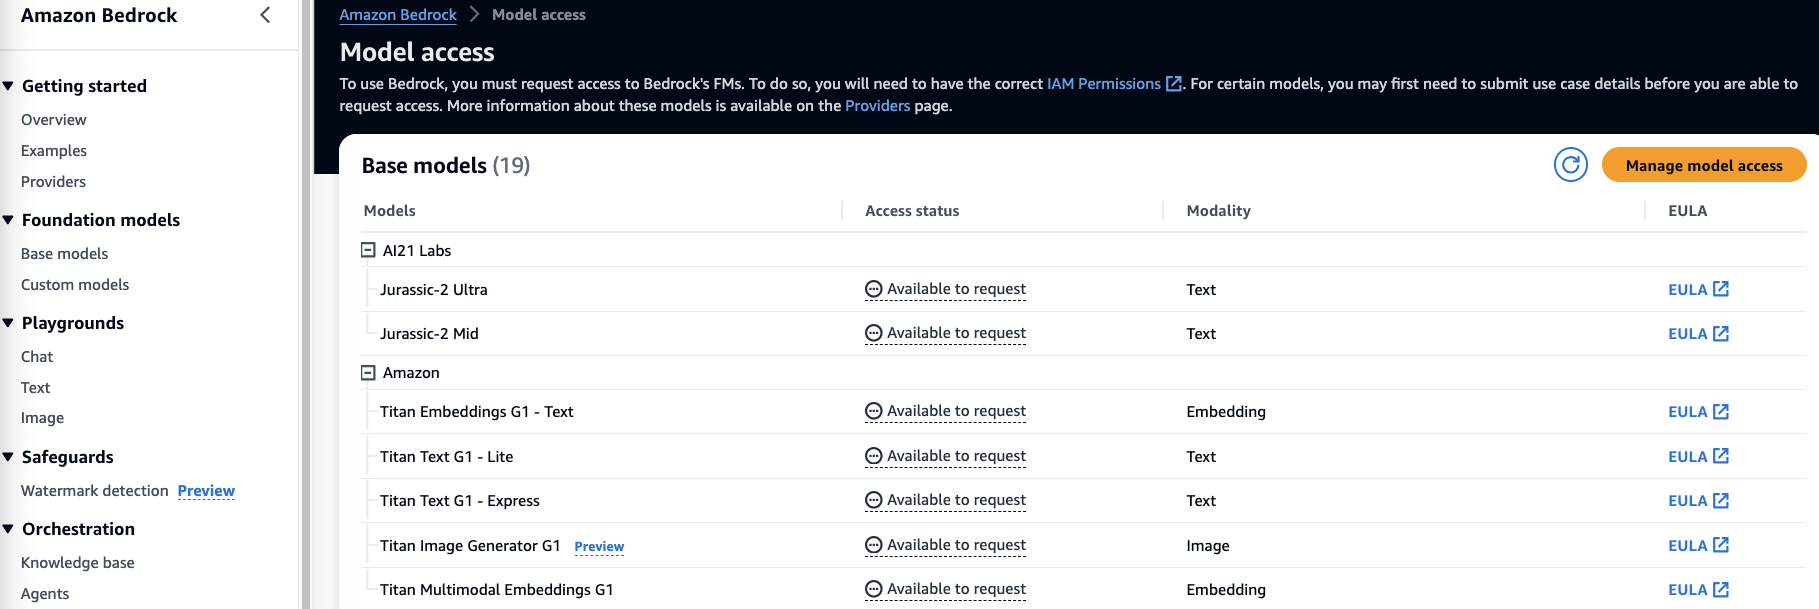 Amazon Bedrock
Getting started
Overview
Examples
Providers
Foundation models
Base models
Custom models
Playgrounds
Chat
Text
Image
Safeguards
Watermark detection Preview
Orchestration
Knowledge base
Agents
Amazon Bedrock Model access
Model access
To use Bedrock, you must request access to Bedrock's FMs. To do so, you will need to have the correct IAM Permissions. For certain models, you may first need to submit use case details before you are able to
request access. More information about these models is available on the Providers page.
Base models (19) Manage model access
Models Access status Modality EULA
AI21 Labs
Jurassic-2 Ultra Available to request Text EULA
Jurassic-2 Mid Available to request Text EULA
Amazon
Titan Embeddings G1 - Text Available to request Embedding EULA
Titan Text G1 - Lite Available to request Text EULA
Titan Text G1 - Express Available to request Text EULA
Titan Image Generator G1 Preview Available to request Image EULA
Titan Multimodal Embeddings G1 Available to request Embedding EULA